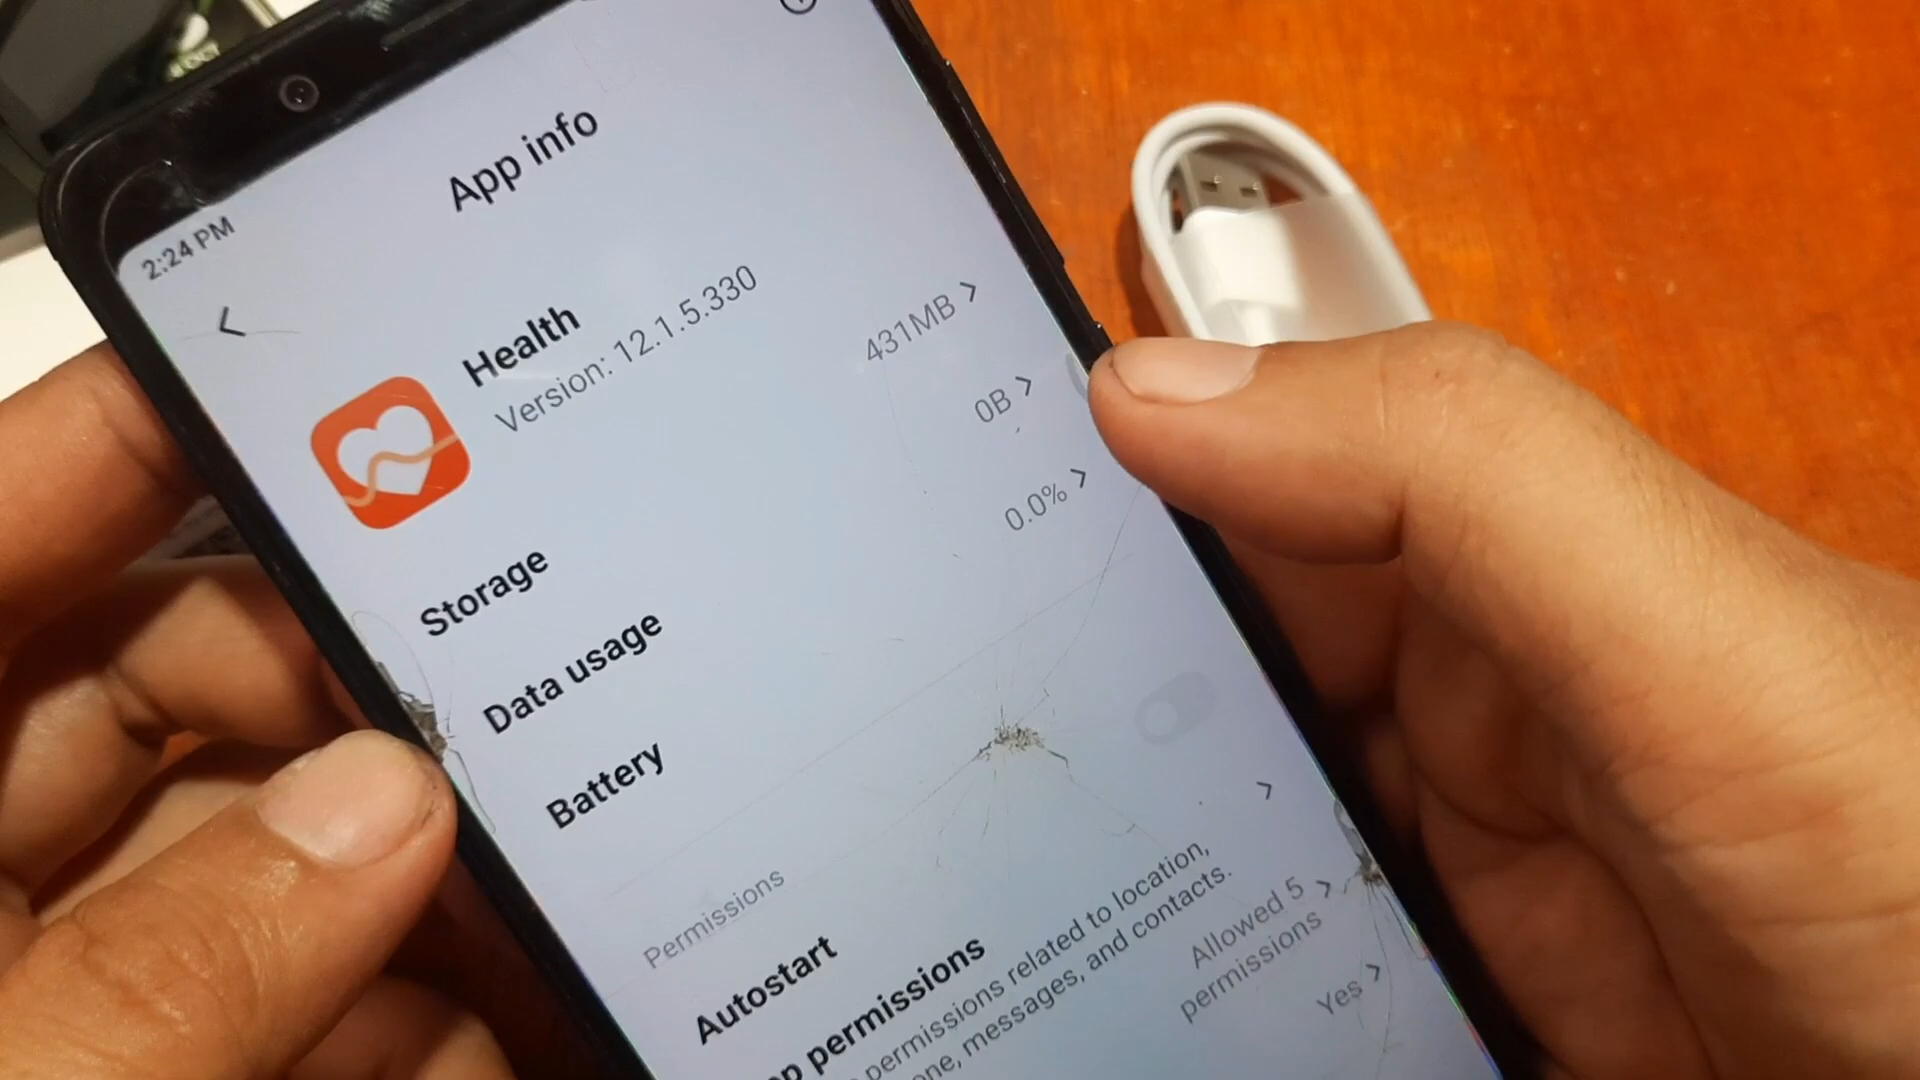 2:24 PM
App info
Health
Version: 12.1.5.330
Storage
431MB
Data usage
0B
Battery
0.0%
Permissions
Autostart
permissions
permissions related to location,
messages, and contacts.
Allowed 5
permissions
Yes